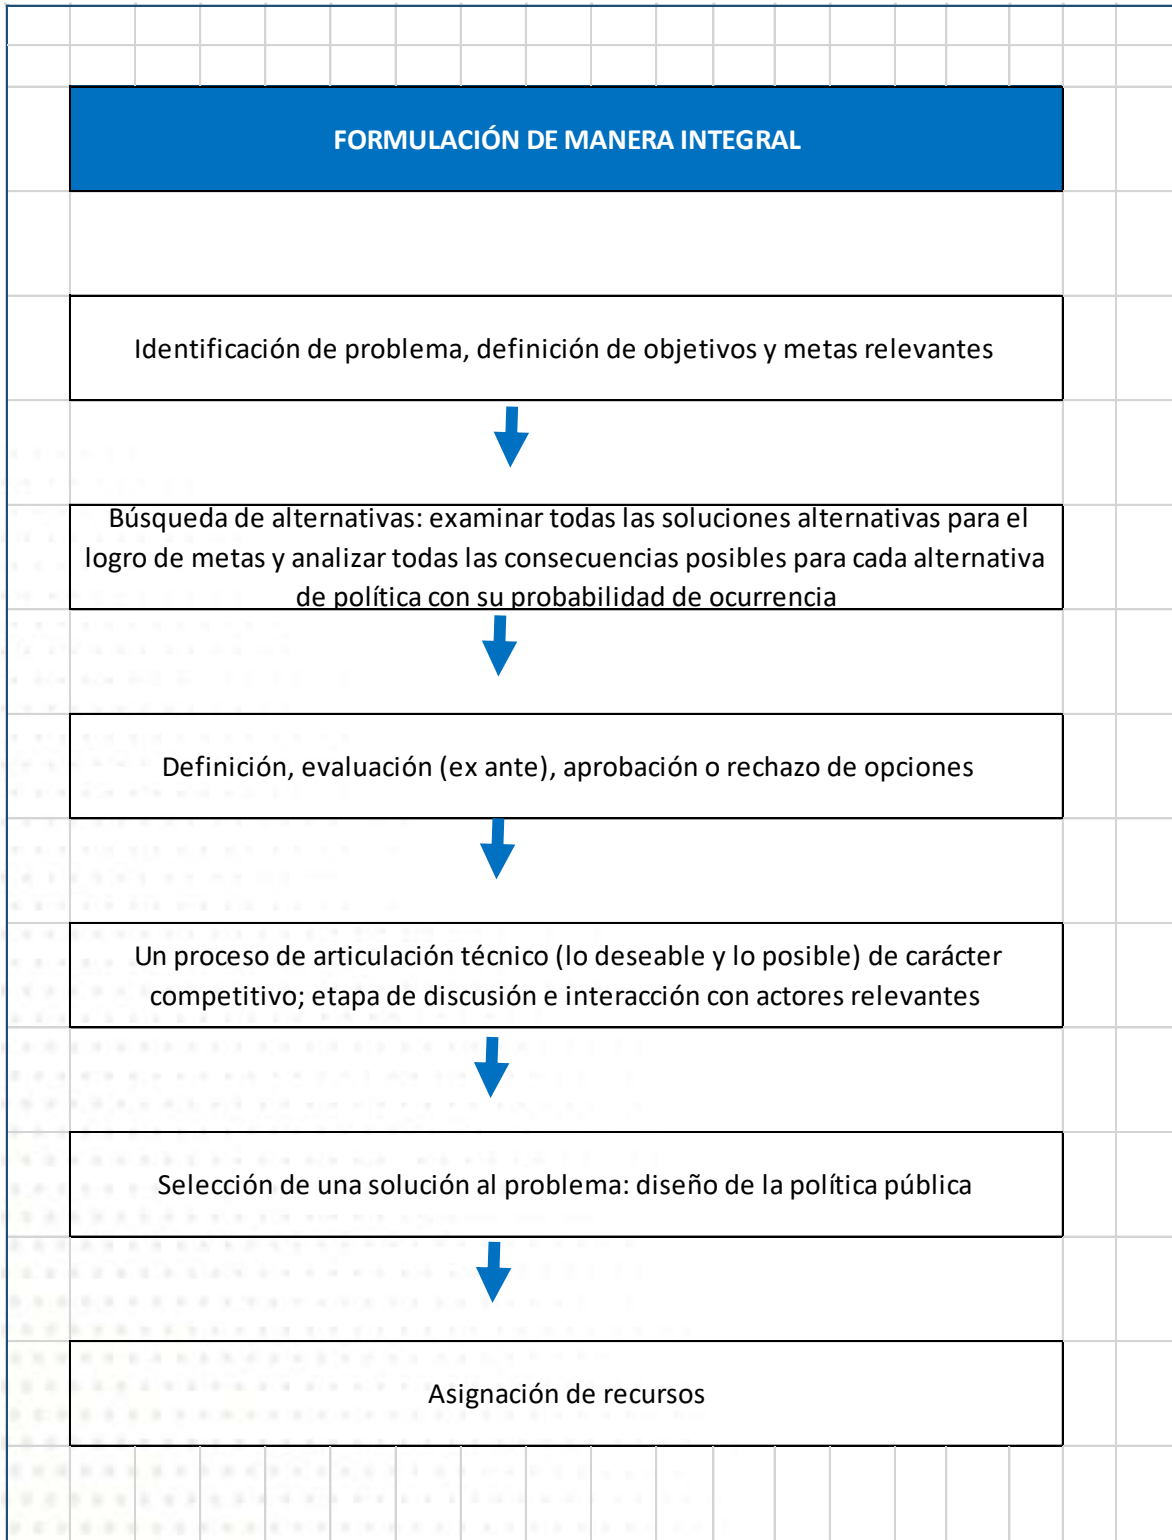 FORMULACIÓN DE MANERA INTEGRAL
Identificación de problema, definición de objetivos y metas relevantes
Búsqueda de alternativas: examinar todas las soluciones alternativas para el
logro de metas y analizar todas las consecuencias posibles para cada alternativa
de política con su probabilidad de ocurrencia
Definición, evaluación (ex ante), aprobación o rechazo de opciones
Un proceso de articulación técnico (lo deseable y lo posible) de carácter
competitivo; etapa de discusión e interacción con actores relevantes
Selección de una solución al problema: diseño de la política pública
Asignación de recursos